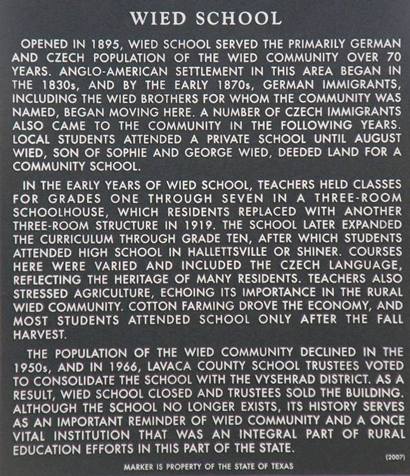 WIED SCHOOL
OPENED IN 1895, WIED SCHOOL SERVED THE PRIMARILY GERMAN
AND CZECH POPULATION OF THE WIED COMMUNITY OVER 70
YEARS. ANGLO-AMERICAN SETTLEMENT IN THIS AREA BEGAN IN
THE 1830s, AND BY THE EARLY 1870s, GERMAN IMMIGRANTS,
INCLUDING THE WIED BROTHERS FOR WHOM THE COMMUNITY WAS
NAMED, BEGAN MOVING HERE. A NUMBER OF CZECH IMMIGRANTS
ALSO CAME TO THE COMMUNITY IN THE FOLLOWING YEARS.
LOCAL STUDENTS ATTENDED A PRIVATE SCHOOL UNTIL AUGUST
WIED, SON OF SOPHIE AND GEORGE WIED, DEEDED LAND FOR A
COMMUNITY SCHOOL.
IN THE EARLY YEARS OF WIED SCHOOL, TEACHERS HELD CLASSES
FOR GRADES ONE THROUGH SEVEN IN A THREE-ROOM
SCHOOLHOUSE, WHICH RESIDENTS REPLACED WITH ANOTHER
THREE-ROOM STRUCTURE IN 1919. THE SCHOOL LATER EXPANDED
THE CURRICULUM THROUGH GRADE TEN, AFTER WHICH STUDENTS
ATTENDED HIGH SCHOOL IN HALLETTSVILLE OR SHINER. COURSES
HERE WERE VARIED AND INCLUDED THE CZECH LANGUAGE,
REFLECTING THE HERITAGE OF MANY RESIDENTS. TEACHERS ALSO
STRESSED AGRICULTURE, ECHOING ITS IMPORTANCE IN THE RURAL
WIED COMMUNITY. COTTON FARMING DROVE THE ECONOMY, AND
MOST STUDENTS ATTENDED SCHOOL ONLY AFTER THE FALL
HARVEST.
THE POPULATION OF THE WIED COMMUNITY DECLINED IN THE
1950s, AND IN 1966, LAVACA COUNTY SCHOOL TRUSTEES VOTED
TO CONSOLIDATE THE SCHOOL WITH THE VYSEHRAD DISTRICT. AS A
RESULT, WIED SCHOOL CLOSED AND TRUSTEES SOLD THE BUILDING.
ALTHOUGH THE SCHOOL NO LONGER EXISTS, ITS HISTORY SERVES
AS AN IMPORTANT REMINDER OF WIED COMMUNITY AND A ONCE
VITAL INSTITUTION THAT WAS AN INTEGRAL PART OF RURAL
EDUCATION EFFORTS IN THIS PART OF THE STATE.
(2007)
MARKER IS PROPERTY OF THE STATE OF TEXAS